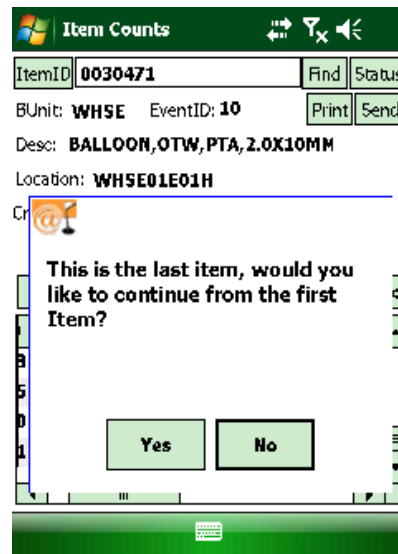 Item Counts
ItemID 0030471 Find Status
BUnit: WHSE EventID: 10 Print Send
Desc: BALLOON,OTW,PTA,2.0X10MM
Location: WHSE01E01H
This is the last item, would you
like to continue from the first
Item?
Yes No